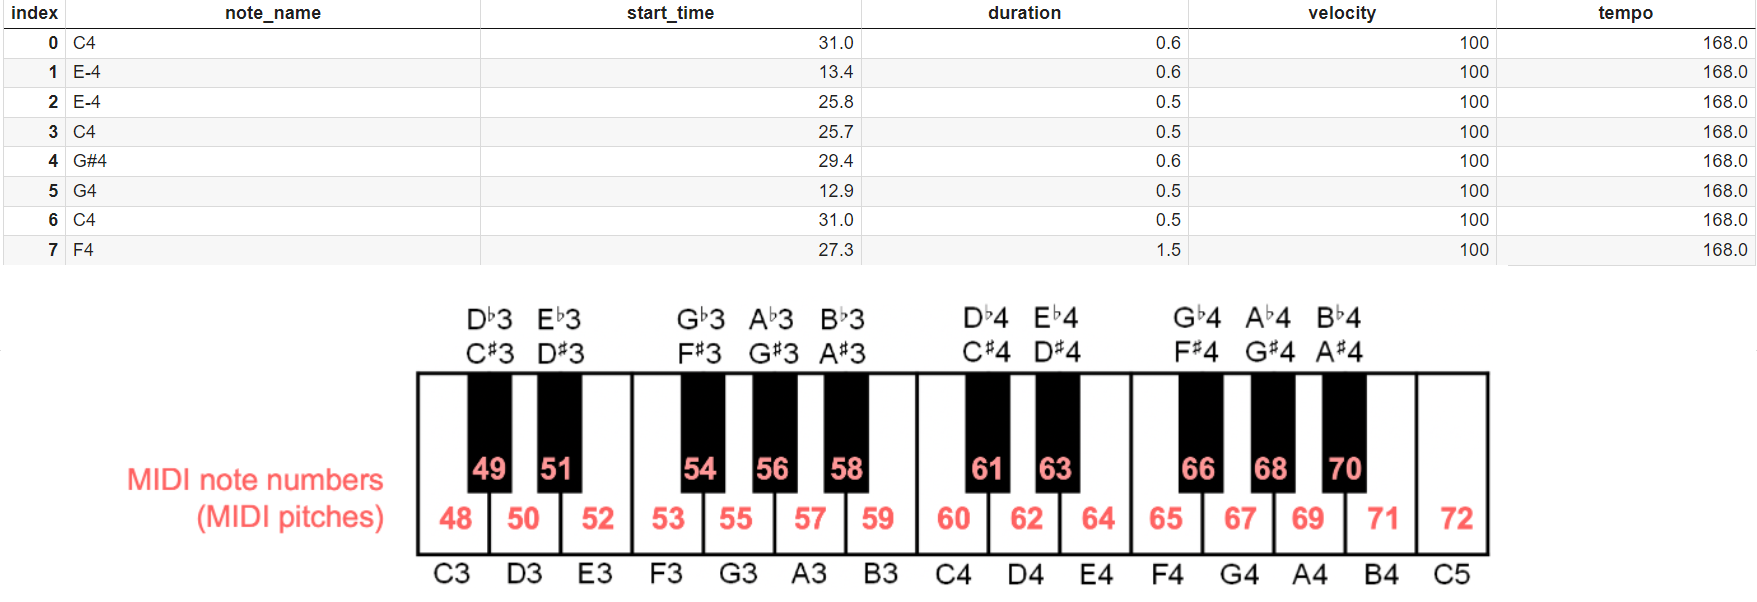 index note_name start_time duration velocity tempo
0 C4 31.0 0.6 100 168.0
1 E-4 13.4 0.6 100 168.0
2 E-4 25.8 0.5 100 168.0
3 C4 25.7 0.5 100 168.0
4 G#4 29.4 0.6 100 168.0
5 G4 12.9 0.5 100 168.0
6 C4 31.0 0.5 100 168.0
7 F4 27.3 1.5 100 168.0
D♭3 E♭3 G♭3 A♭3 B♭3 D♭4 E♭4 G♭4 A♭4 B♭4
C♯3 D♯3 F♯3 G♯3 A♯3 C♯4 D♯4 F♯4 G♯4 A♯4
49 51 54 56 58 61 63 66 68 70
MIDI note numbers
(MIDI pitches)
48 50 52 53 55 57 59 60 62 64 65 67 69 71 72
C3 D3 E3 F3 G3 A3 B3 C4 D4 E4 F4 G4 A4 B4 C5